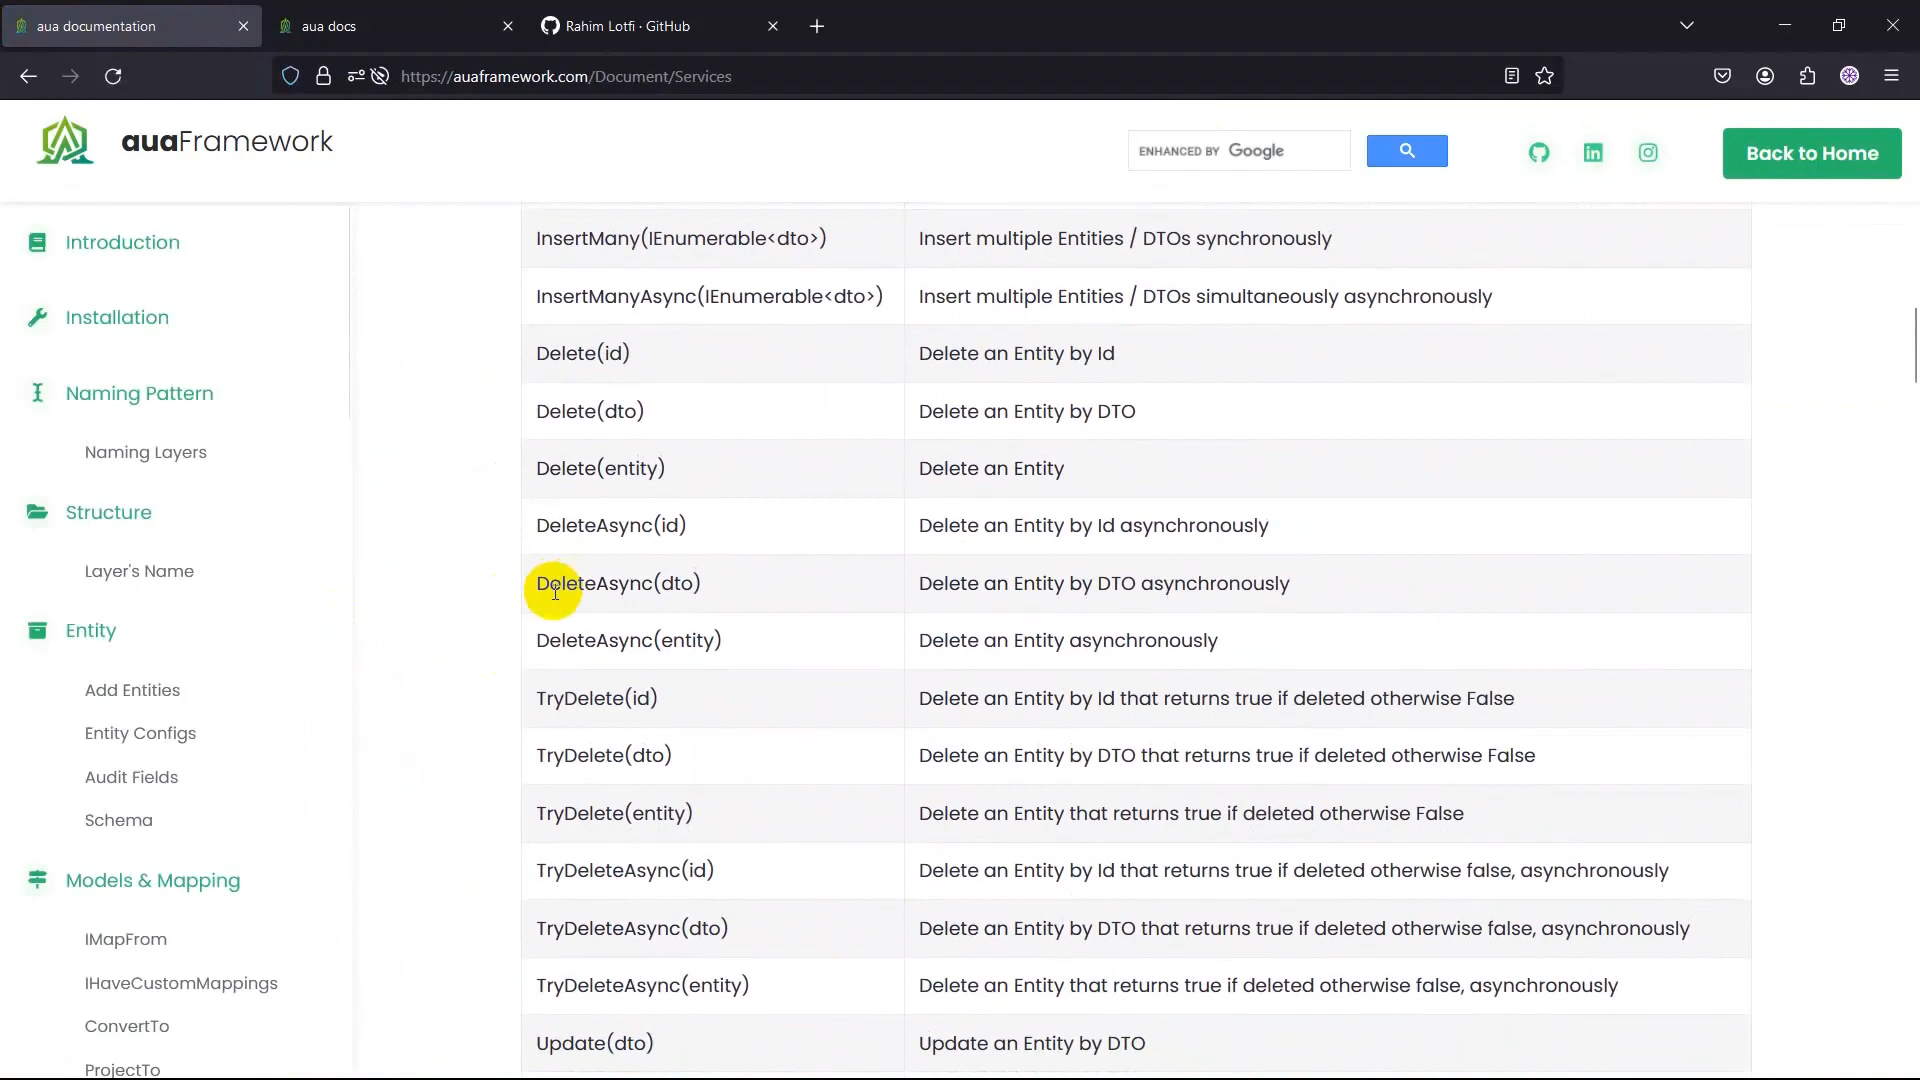 aua documentation
aua docs
Rahim Lotfi · GitHub
https://auaframework.com/Document/Services
auaFramework
ENHANCED BY Google
Back to Home
Introduction
Installation
Naming Pattern
Naming Layers
Structure
Layer's Name
Entity
Add Entities
Entity Configs
Audit Fields
Schema
Models & Mapping
IMapFrom
IHaveCustomMappings
ConvertTo
ProjectTo
InsertMany(IEnumerable<dto>) Insert multiple Entities / DTOs synchronously
InsertManyAsync(IEnumerable<dto>) Insert multiple Entities / DTOs simultaneously asynchronously
Delete(id) Delete an Entity by Id
Delete(dto) Delete an Entity by DTO
Delete(entity) Delete an Entity
DeleteAsync(id) Delete an Entity by Id asynchronously
DeleteAsync(dto) Delete an Entity by DTO asynchronously
DeleteAsync(entity) Delete an Entity asynchronously
TryDelete(id) Delete an Entity by Id that returns true if deleted otherwise False
TryDelete(dto) Delete an Entity by DTO that returns true if deleted otherwise False
TryDelete(entity) Delete an Entity that returns true if deleted otherwise False
TryDeleteAsync(id) Delete an Entity by Id that returns true if deleted otherwise false, asynchronously
TryDeleteAsync(dto) Delete an Entity by DTO that returns true if deleted otherwise false, asynchronously
TryDeleteAsync(entity) Delete an Entity that returns true if deleted otherwise false, asynchronously
Update(dto) Update an Entity by DTO